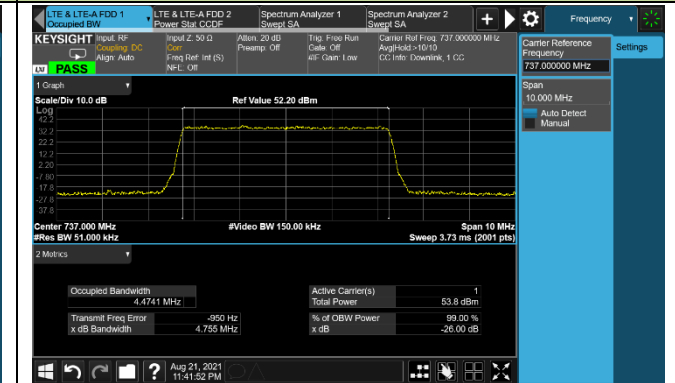 LTE & LTE-A FDD 1
Occupied BW
LTE & LTE-A FDD 2
Power Stat CCDF
Spectrum Analyzer 1
Swept SA
Spectrum Analyzer 2
Swept SA
+
Frequency
KEYSIGHT
Input: RF
Coupling: DC
Align: Auto
Input Z: 50 Ω
Corr
Freq Ref: Int (S)
NFE: Off
Atten: 20 dB
Preamp: Off
Trig: Free Run
Gate: Off
#IF Gain: Low
Carrier Ref Freq: 737.000000 MHz
Avg|Hold:>10/10
CC Info: Downlink, 1 CC
LXI
PASS
Carrier Reference
Frequency
737.000000 MHz
Settings
Span
10.000 MHz
Auto Detect
Manual
1 Graph
Scale/Div 10.0 dB
Ref Value 52.20 dBm
Log
42.2
32.2
22.2
12.2
2.20
-7.80
-17.8
-27.8
-37.8
Center 737.000 MHz
#Video BW 150.00 kHz
Span 10 MHz
#Res BW 51.000 kHz
Sweep 3.73 ms (2001 pts)
2 Metrics
Occupied Bandwidth
4.4741 MHz
Active Carrier(s) 1
Total Power 53.8 dBm
Transmit Freq Error -950 Hz
x dB Bandwidth 4.755 MHz
% of OBW Power 99.00 %
x dB -26.00 dB
?
Aug 21, 2021
11:41:52 PM